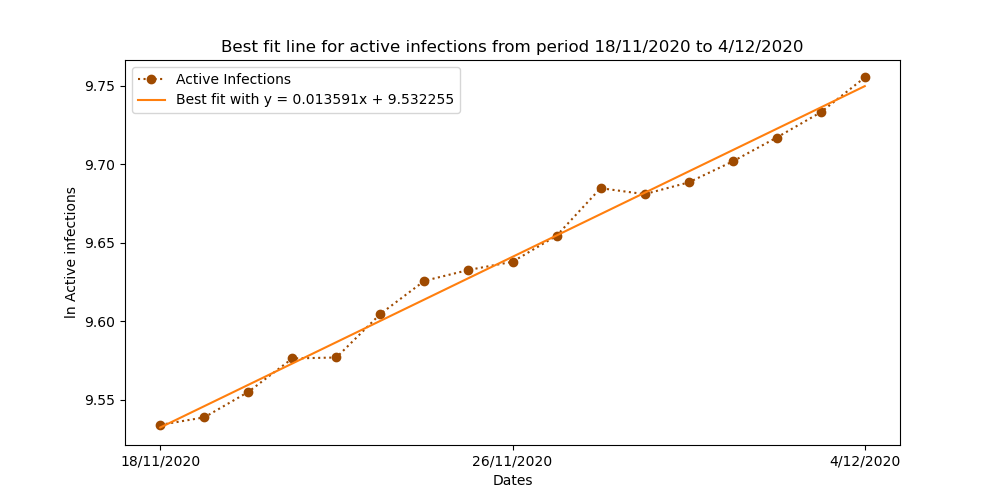 Best fit line for active infections from period 18/11/2020 to 4/12/2020
Active Infections
Best fit with y = 0.013591x + 9.532255
9.75
9.70
9.65
9.60
9.55
ln Active infections
18/11/2020
26/11/2020
4/12/2020
Dates